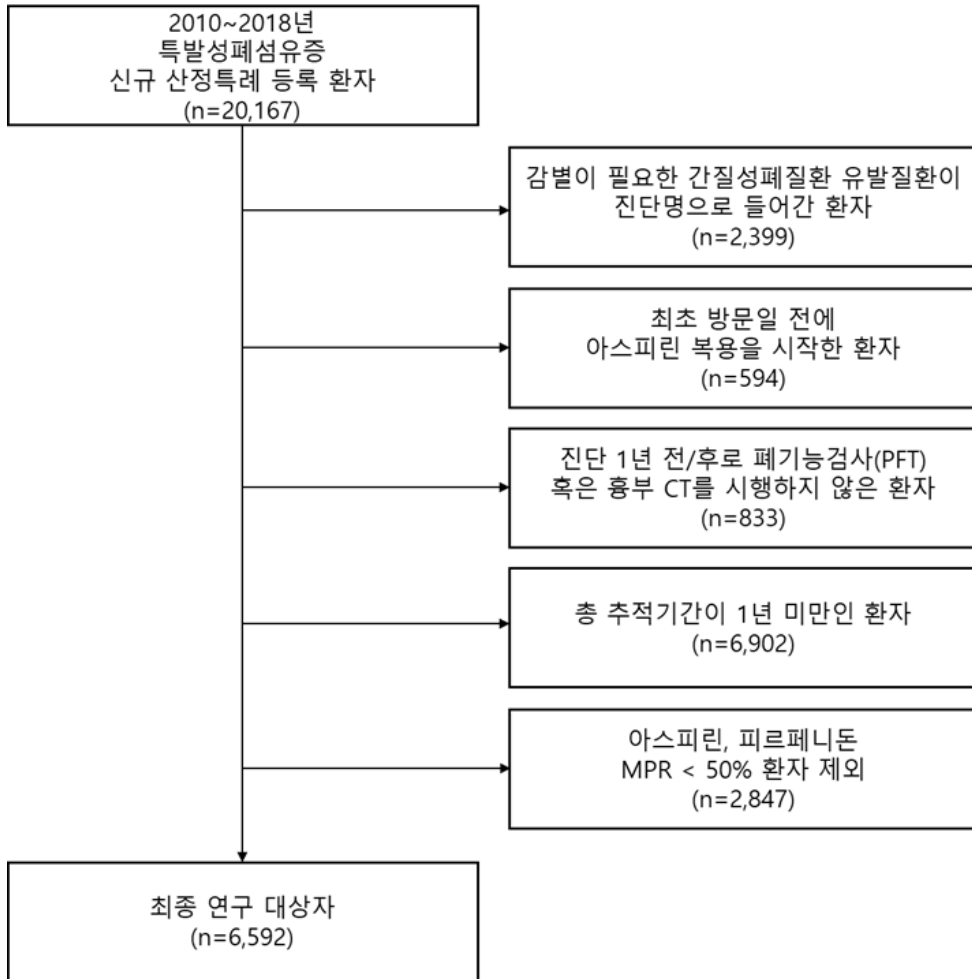 2010~2018년
특발성폐섬유증
신규 산정특례 등록 환자
(n=20,167)
감별이 필요한 간질성폐질환 유발질환이
진단명으로 들어간 환자
(n=2,399)
최초 방문일 전에
아스피린 복용을 시작한 환자
(n=594)
진단 1년 전/후로 폐기능검사(PFT)
혹은 흉부 CT를 시행하지 않은 환자
(n=833)
총 추적기간이 1년 미만인 환자
(n=6,902)
아스피린, 피르페니돈
MPR < 50% 환자 제외
(n=2,847)
최종 연구 대상자
(n=6,592)